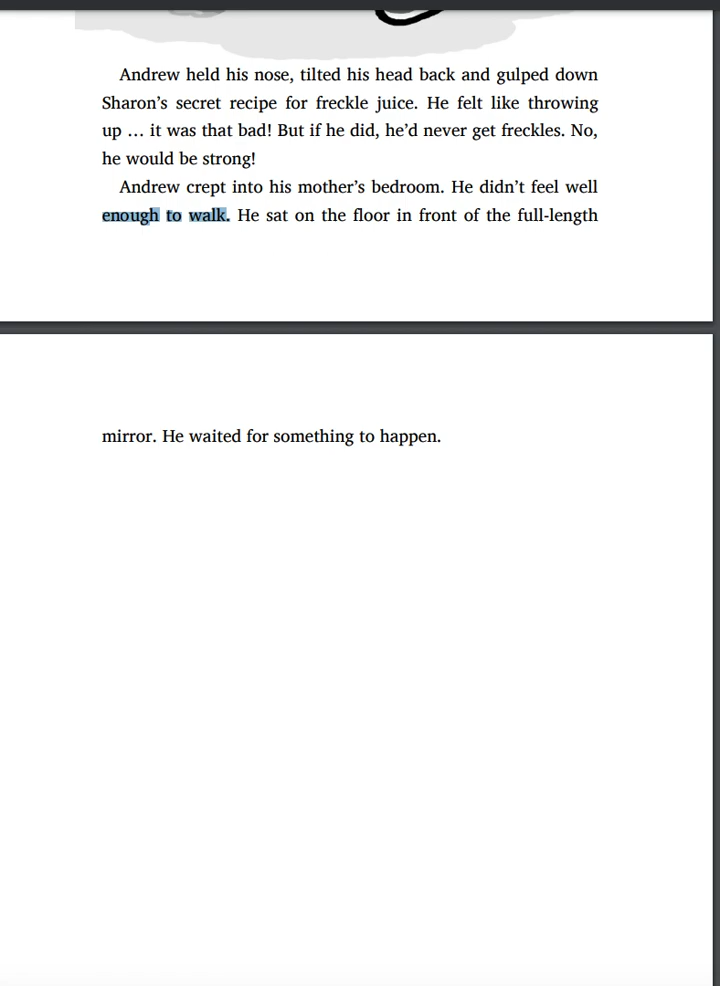 Andrew held his nose, tilted his head back and gulped down
Sharon’s secret recipe for freckle juice. He felt like throwing
up … it was that bad! But if he did, he’d never get freckles. No,
he would be strong!
Andrew crept into his mother’s bedroom. He didn’t feel well
enough to walk. He sat on the floor in front of the full-length
mirror. He waited for something to happen.